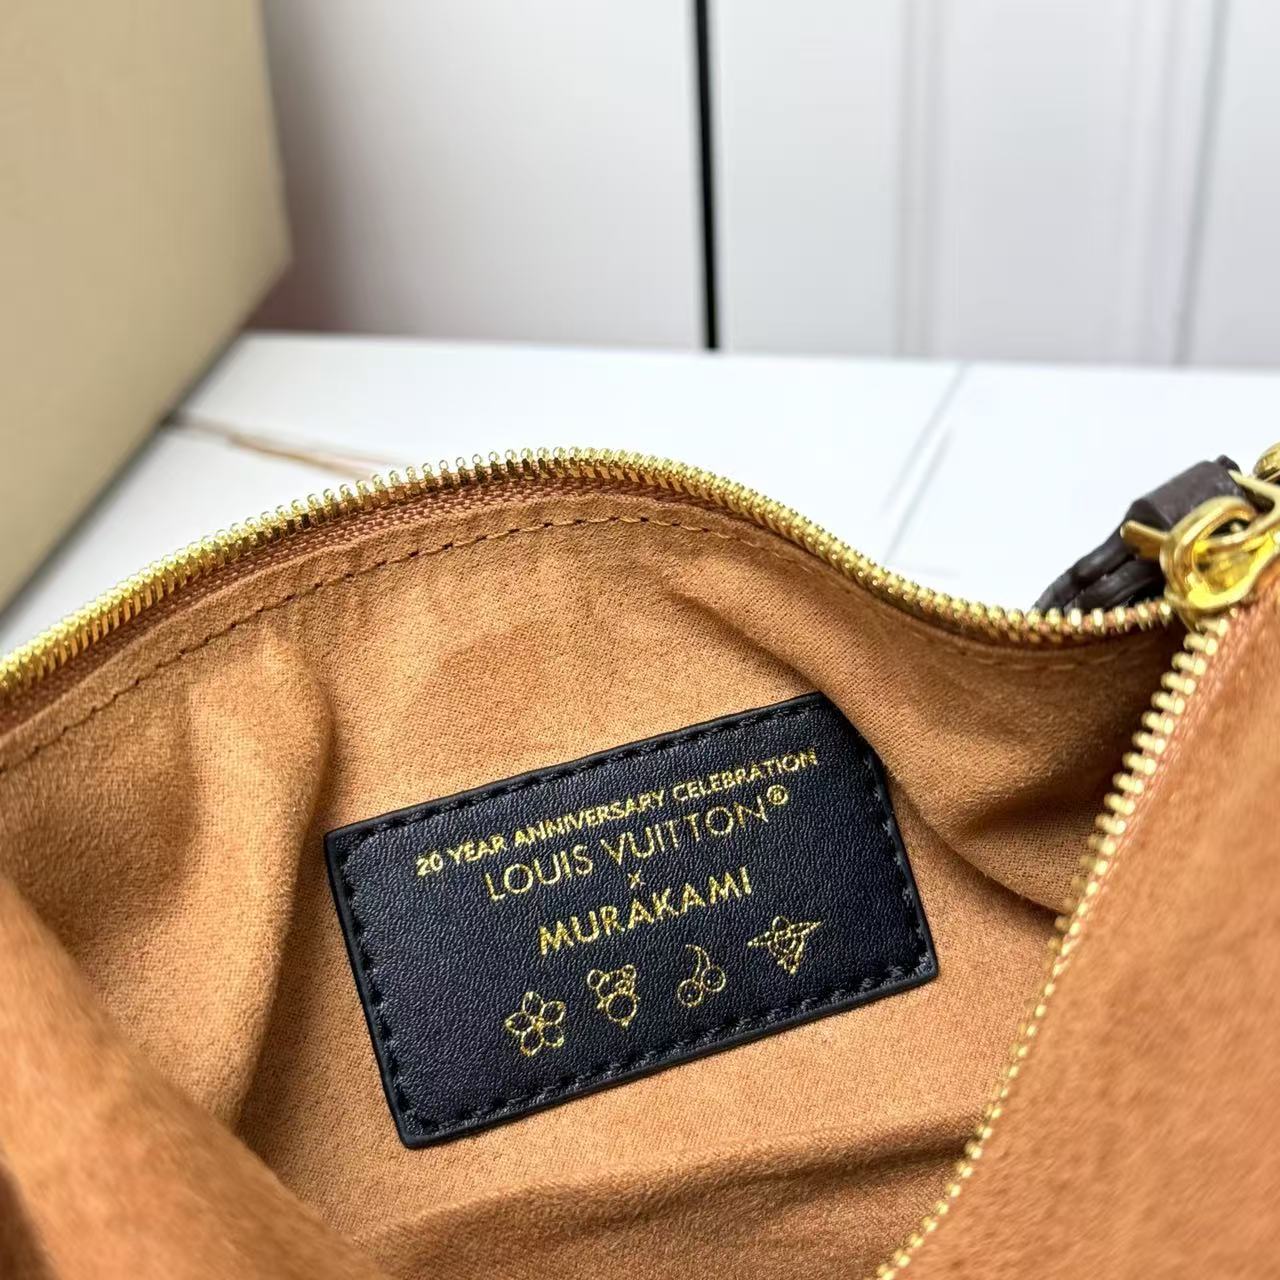 20 YEAR ANNIVERSARY CELEBRATION
LOUIS VUITTON®
x
MURAKAMI